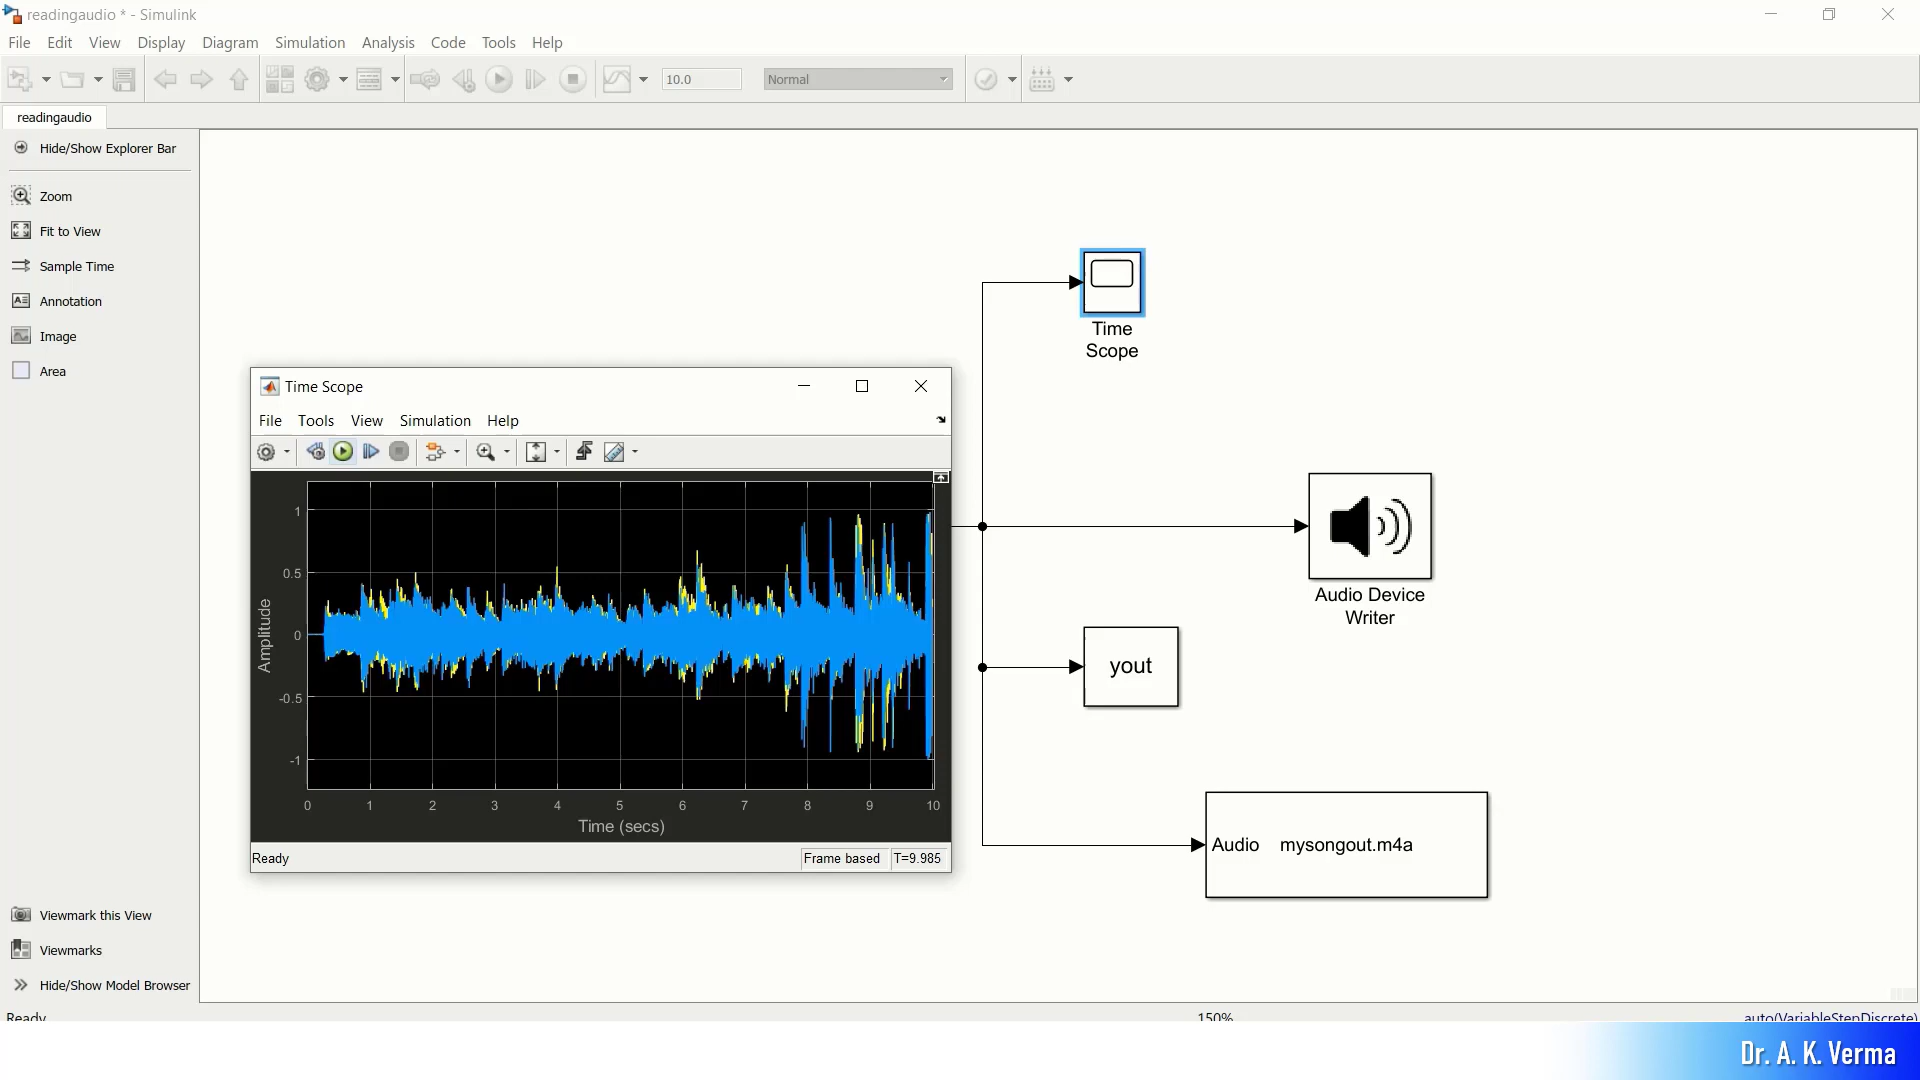 readingaudio * - Simulink
File Edit View Display Diagram Simulation Analysis Code Tools Help
10.0 Normal
readingaudio
Hide/Show Explorer Bar
Zoom
Fit to View
Sample Time
Annotation
Image
Area
Viewmark this View
Viewmarks
Hide/Show Model Browser
Time Scope
File Tools View Simulation Help
1
0.5
0
-0.5
-1
Amplitude
0 1 2 3 4 5 6 7 8 9 10
Time (secs)
Ready Frame based T=9.985
Time
Scope
Audio Device
Writer
yout
Audio mysongout.m4a
Ready 150% auto(VariableStepDiscrete)
Dr. A. K. Verma